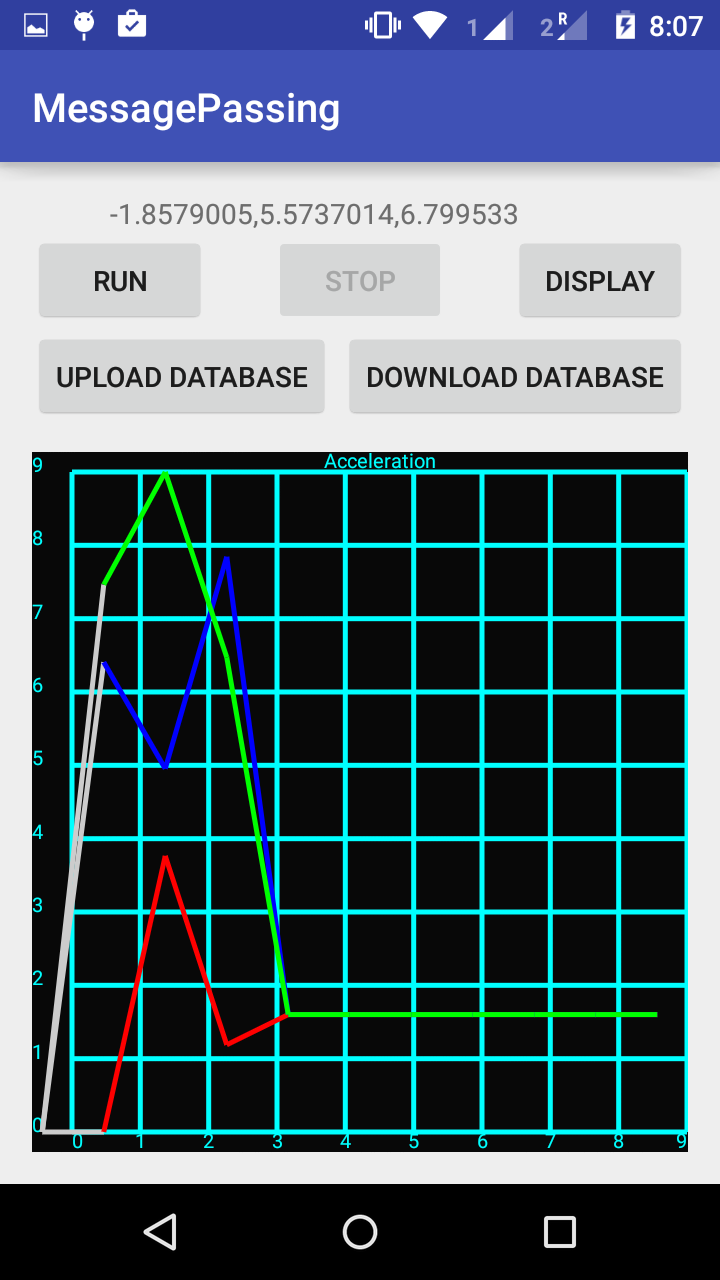 1 2 R 8:07
MessagePassing
-1.8579005,5.5737014,6.799533
RUN STOP DISPLAY
UPLOAD DATABASE DOWNLOAD DATABASE
Acceleration
9
8
7
6
5
4
3
2
1
0
0 1 2 3 4 5 6 7 8 9